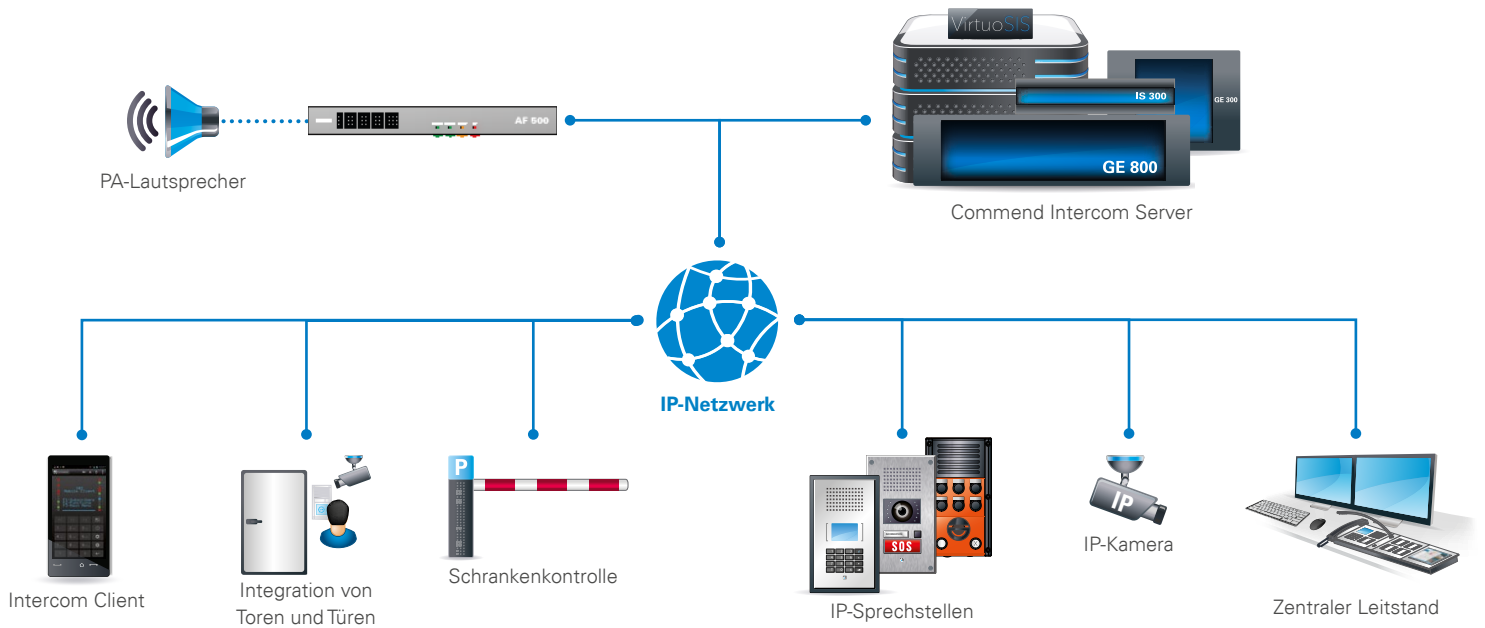 VirtuoSIS
IS 300
GE 300
GE 800
AF 500
PA-Lautsprecher
Commend Intercom Server
IP-Netzwerk
P
SOS
IP
Intercom Client
Integration von
Toren und Türen
Schrankenkontrolle
IP-Sprechstellen
IP-Kamera
Zentraler Leitstand